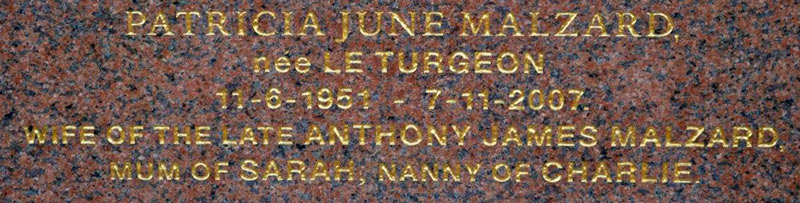 PATRICIA JUNE MALZARD,
née LE TURGEON
11-6-1951 - 7-11-2007.
WIFE OF THE LATE ANTHONY JAMES MALZARD,
MUM OF SARAH, NANNY OF CHARLIE.